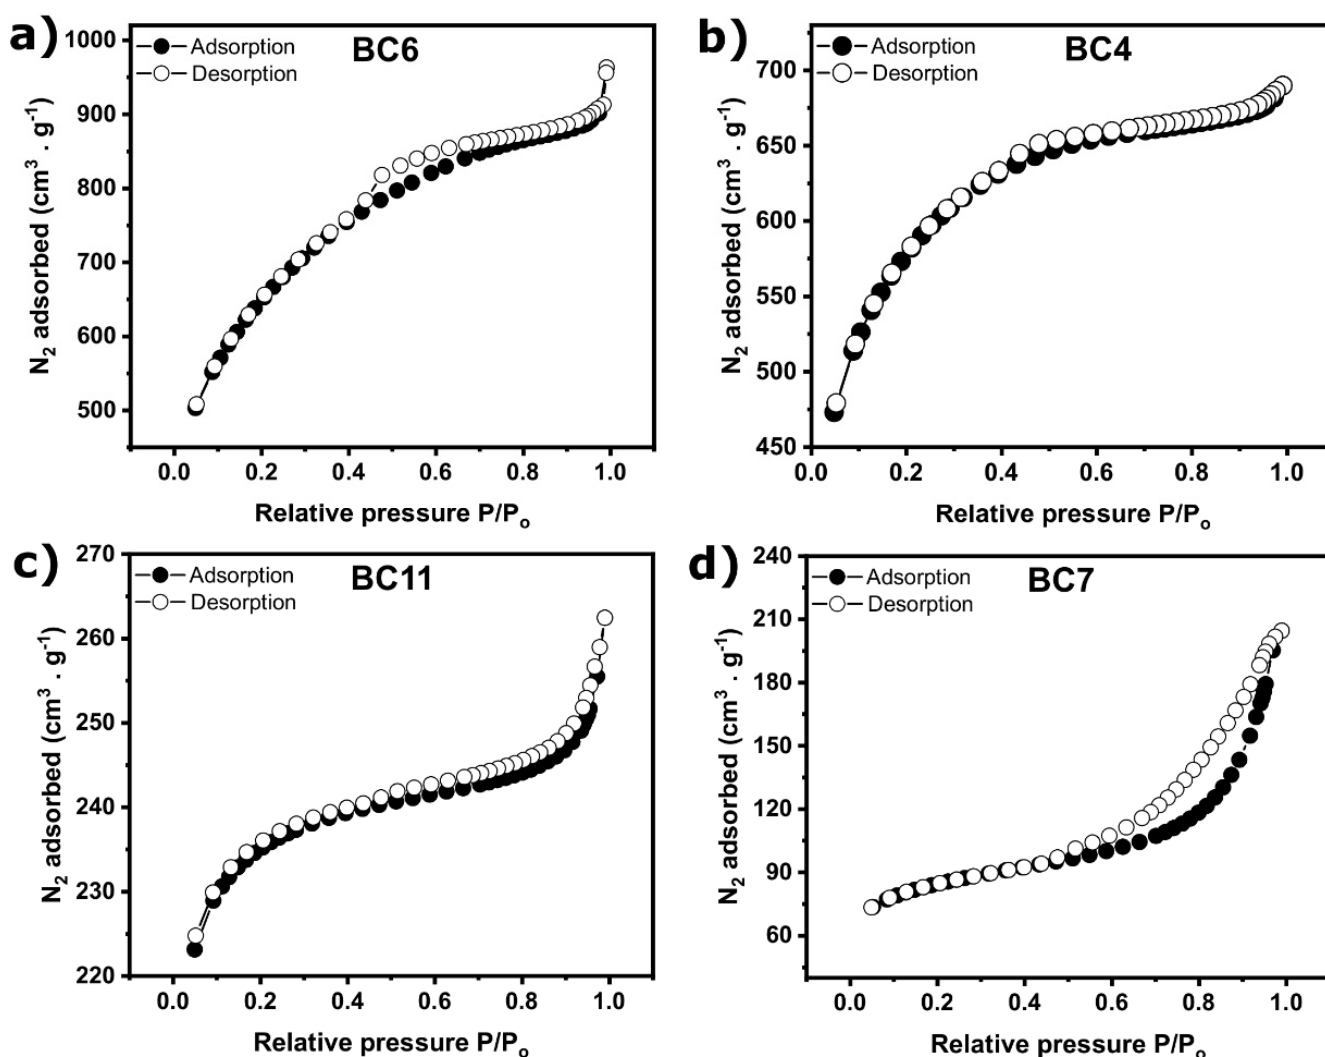 a)
BC6
Adsorption
Desorption
1000
900
800
700
600
500
0.0 0.2 0.4 0.6 0.8 1.0
N₂ adsorbed (cm³ . g⁻¹)
Relative pressure P/Pₒ
b)
BC4
Adsorption
Desorption
700
650
600
550
500
450
0.0 0.2 0.4 0.6 0.8 1.0
N₂ adsorbed (cm³ . g⁻¹)
Relative pressure P/Pₒ
c)
BC11
Adsorption
Desorption
270
260
250
240
230
220
0.0 0.2 0.4 0.6 0.8 1.0
N₂ adsorbed (cm³ . g⁻¹)
Relative pressure P/Pₒ
d)
BC7
Adsorption
Desorption
240
210
180
150
120
90
60
0.0 0.2 0.4 0.6 0.8 1.0
N₂ adsorbed (cm³ . g⁻¹)
Relative pressure P/Pₒ